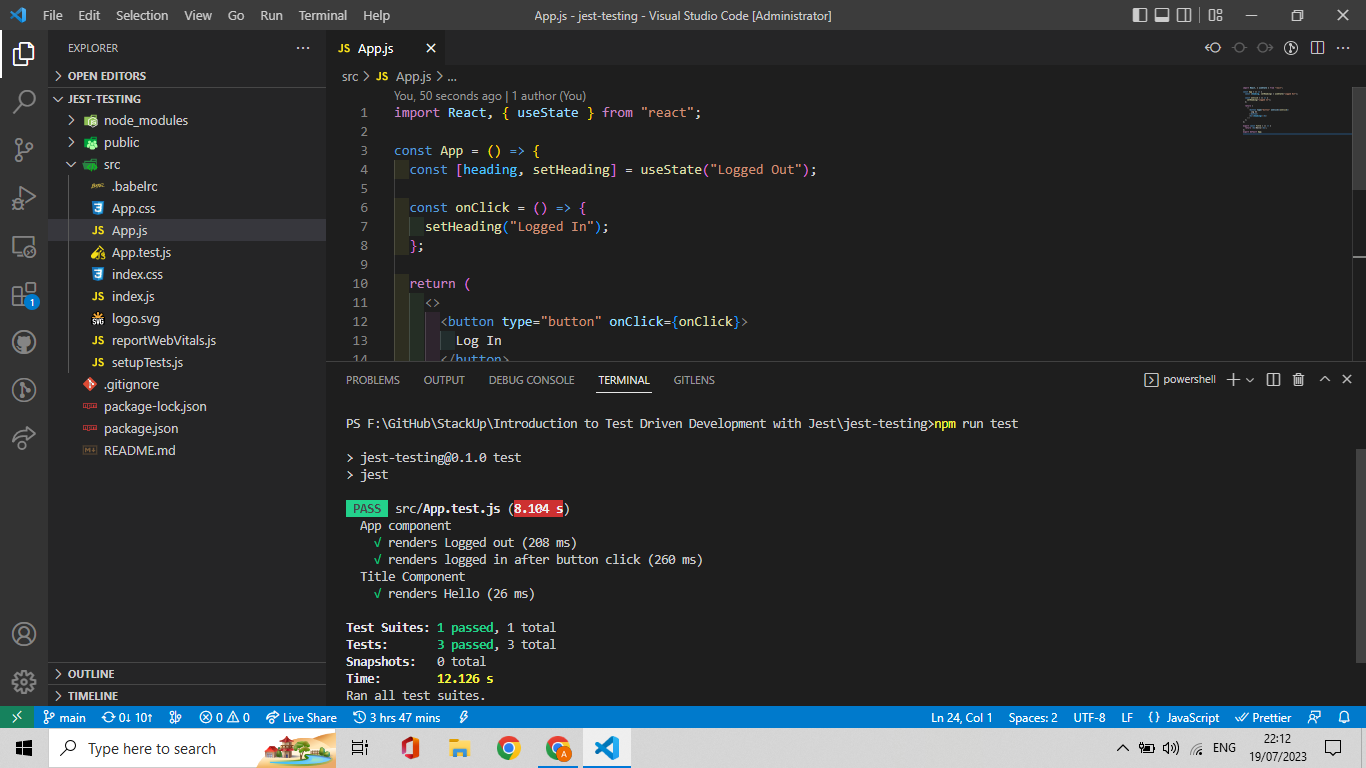 File Edit Selection View Go Run Terminal Help App.js - jest-testing - Visual Studio Code [Administrator]
EXPLORER
OPEN EDITORS
JEST-TESTING
node_modules
public
src
.babelrc
App.css
JS App.js
App.test.js
index.css
JS index.js
logo.svg
JS reportWebVitals.js
JS setupTests.js
.gitignore
package-lock.json
package.json
README.md
OUTLINE
TIMELINE
1
JS App.js
src > JS App.js > ...
You, 50 seconds ago | 1 author (You)
1 import React, { useState } from "react";
2
3 const App = () => {
4 const [heading, setHeading] = useState("Logged Out");
5
6 const onClick = () => {
7 setHeading("Logged In");
8 };
9
10 return (
11 <>
12 <button type="button" onClick={onClick}>
13 Log In
14 </button>
PROBLEMS OUTPUT DEBUG CONSOLE TERMINAL GITLENS powershell
PS F:\GitHub\StackUp\Introduction to Test Driven Development with Jest\jest-testing>npm run test
> jest-testing@0.1.0 test
> jest
PASS src/App.test.js (8.104 s)
App component
√ renders Logged out (208 ms)
√ renders logged in after button click (260 ms)
Title Component
√ renders Hello (26 ms)
Test Suites: 1 passed, 1 total
Tests: 3 passed, 3 total
Snapshots: 0 total
Time: 12.126 s
Ran all test suites.
main 0↓ 10↑ 0 0 Live Share 3 hrs 47 mins Ln 24, Col 1 Spaces: 2 UTF-8 LF {} JavaScript Prettier
Type here to search
ENG
22:12
19/07/2023